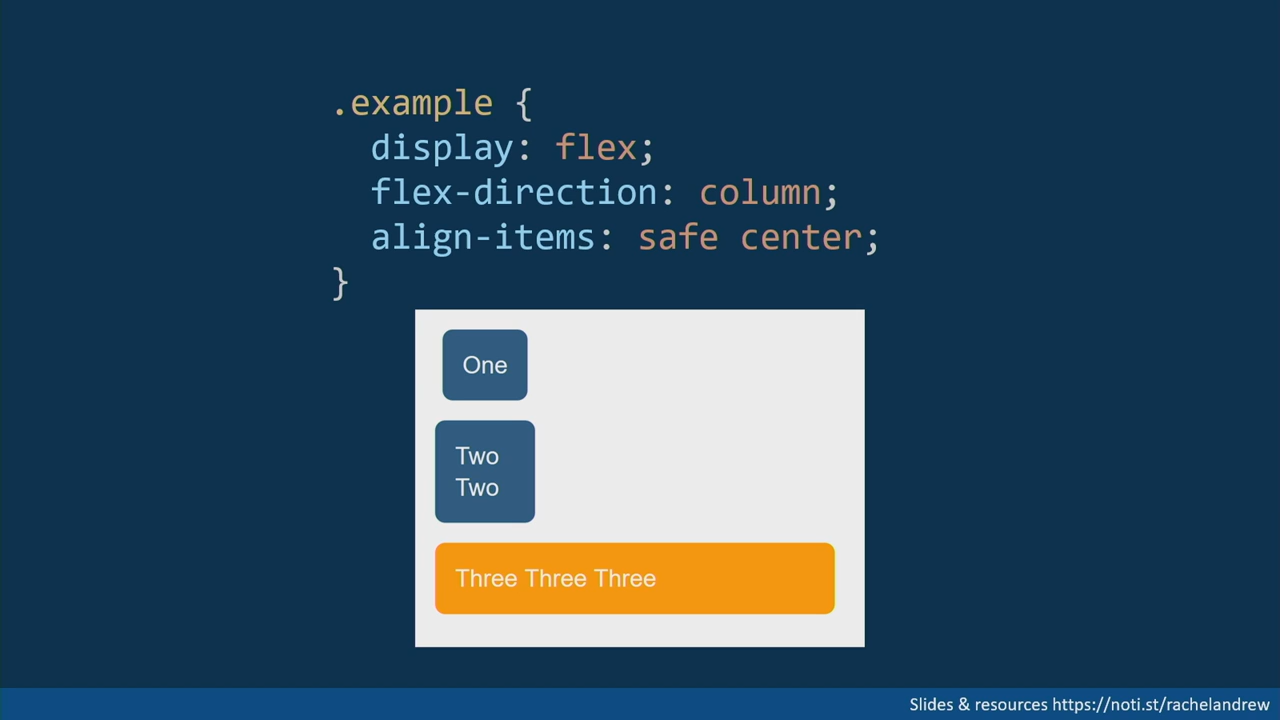 .example {
display: flex;
flex-direction: column;
align-items: safe center;
}
One
Two
Two
Three Three Three
Slides & resources https://noti.st/rachelandrew